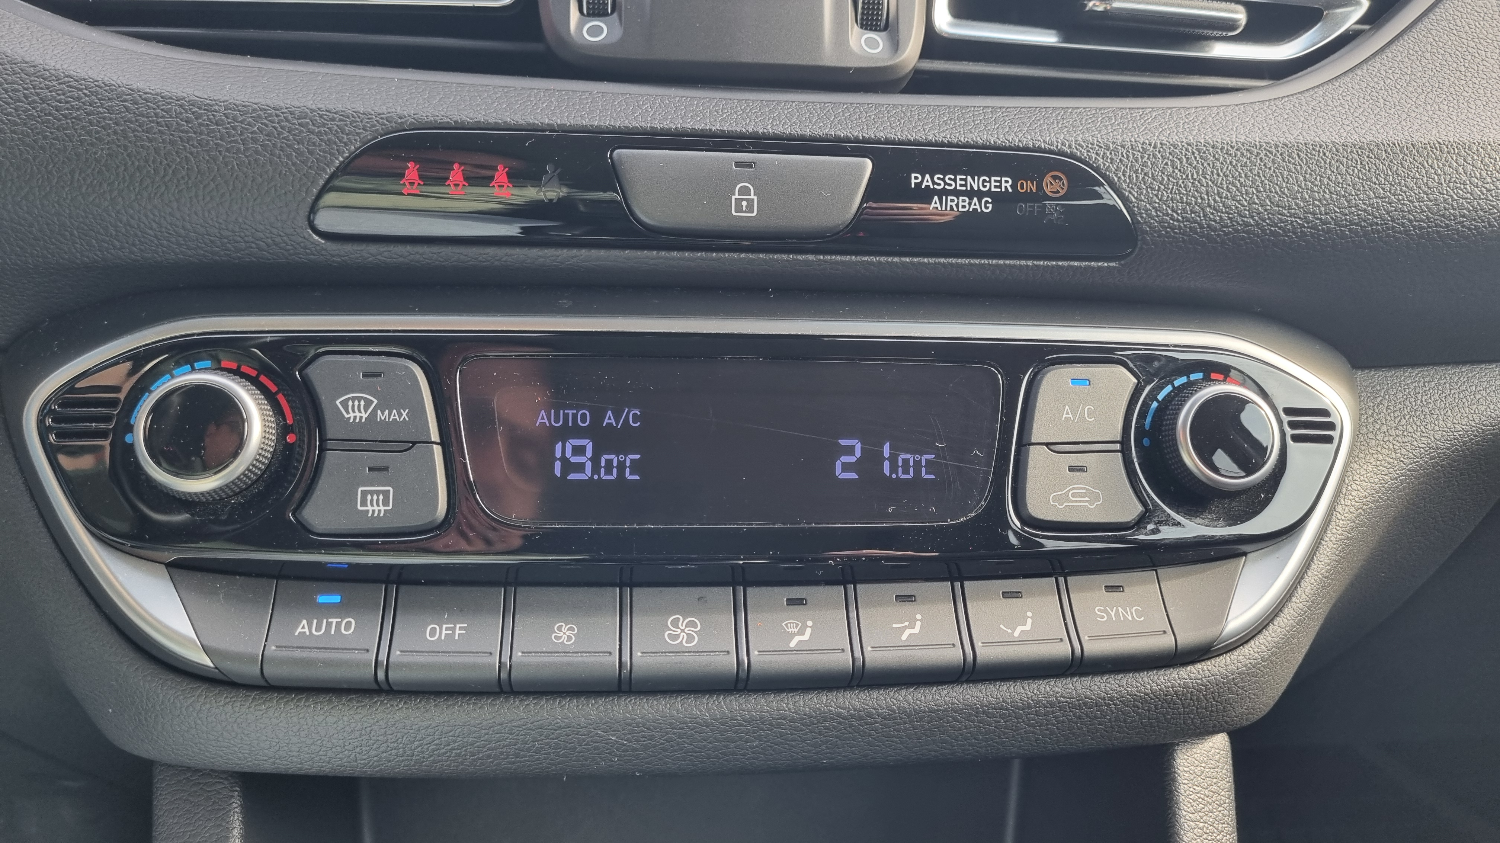 PASSENGER ON
AIRBAG OFF
MAX
AUTO A/C
19.0°C 21.0°C
A/C
AUTO
OFF
SYNC